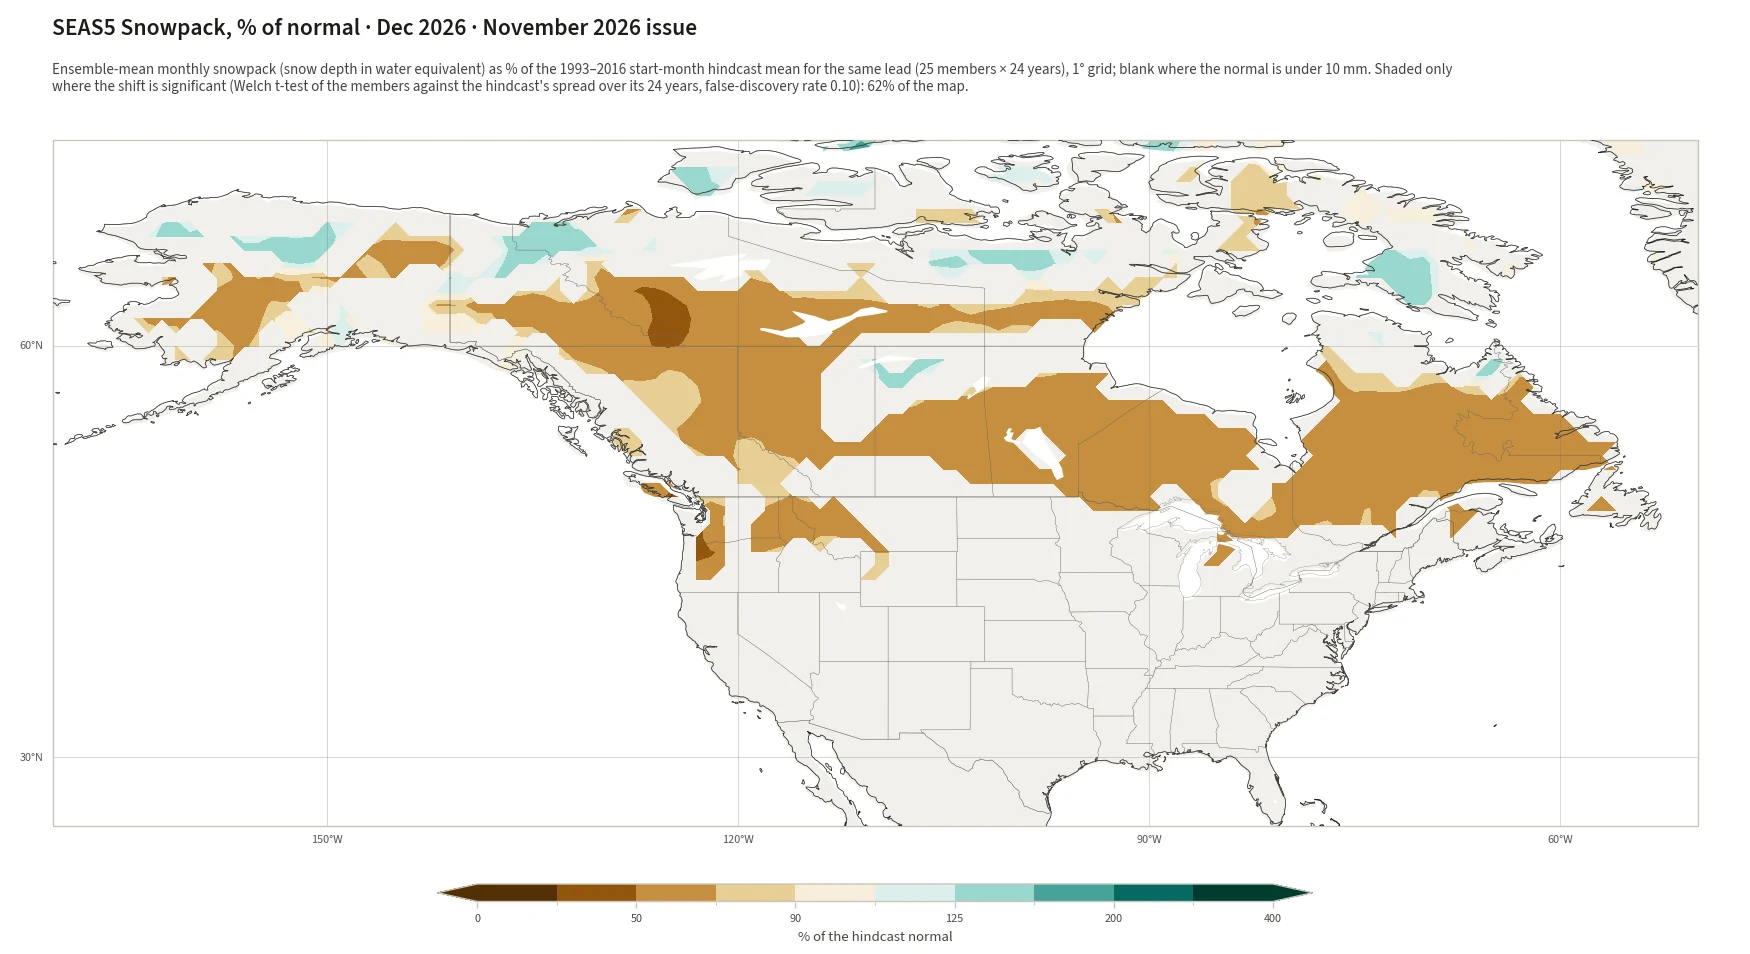 SEAS5 Snowpack, % of normal · Dec 2026 · November 2026 issue
Ensemble-mean monthly snowpack (snow depth in water equivalent) as % of the 1993–2016 start-month hindcast mean for the same lead (25 members × 24 years), 1° grid; blank where the normal is under 10 mm. Shaded only
where the shift is significant (Welch t-test of the members against the hindcast's spread over its 24 years, false-discovery rate 0.10): 62% of the map.
60°N
30°N
150°W 120°W 90°W 60°W
0 50 90 125 200 400
% of the hindcast normal